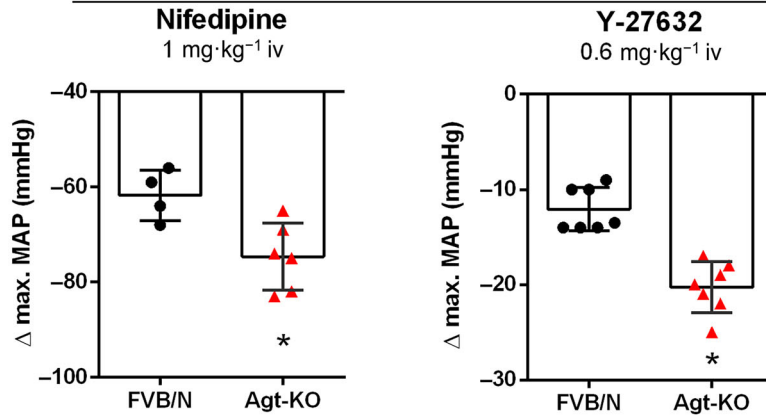 Nifedipine
1 mg·kg⁻¹ iv
Δ max. MAP (mmHg)
–40
–60
–80
–100
*
FVB/N Agt-KO
Y-27632
0.6 mg·kg⁻¹ iv
Δ max. MAP (mmHg)
0
–10
–20
–30
*
FVB/N Agt-KO